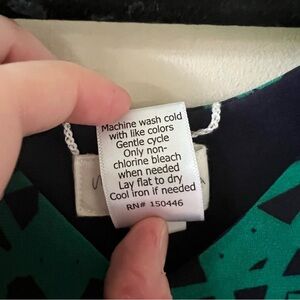 Machine wash cold
with like colors
Gentle cycle
Only non-
chlorine bleach
when needed
Lay flat to dry
Cool iron if needed
RN# 150446